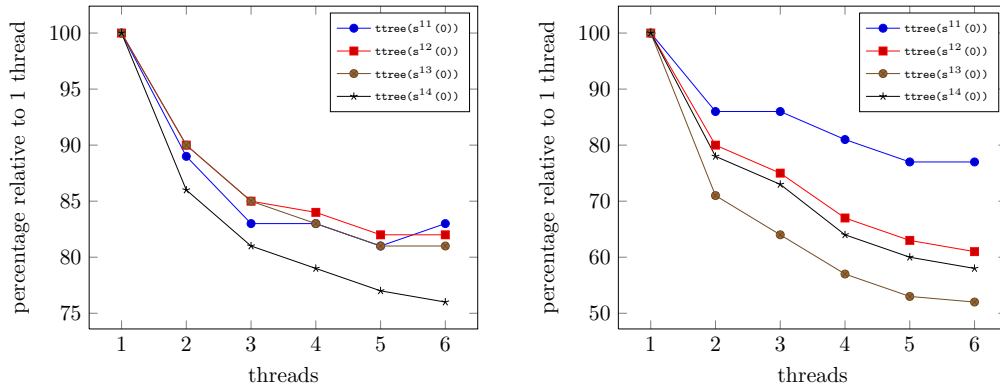 percentage relative to 1 thread
100
95
90
85
80
75
1 2 3 4 5 6
threads
ttree(s¹¹(0))
ttree(s¹²(0))
ttree(s¹³(0))
ttree(s¹⁴(0))
percentage relative to 1 thread
100
90
80
70
60
50
1 2 3 4 5 6
threads
ttree(s¹¹(0))
ttree(s¹²(0))
ttree(s¹³(0))
ttree(s¹⁴(0))